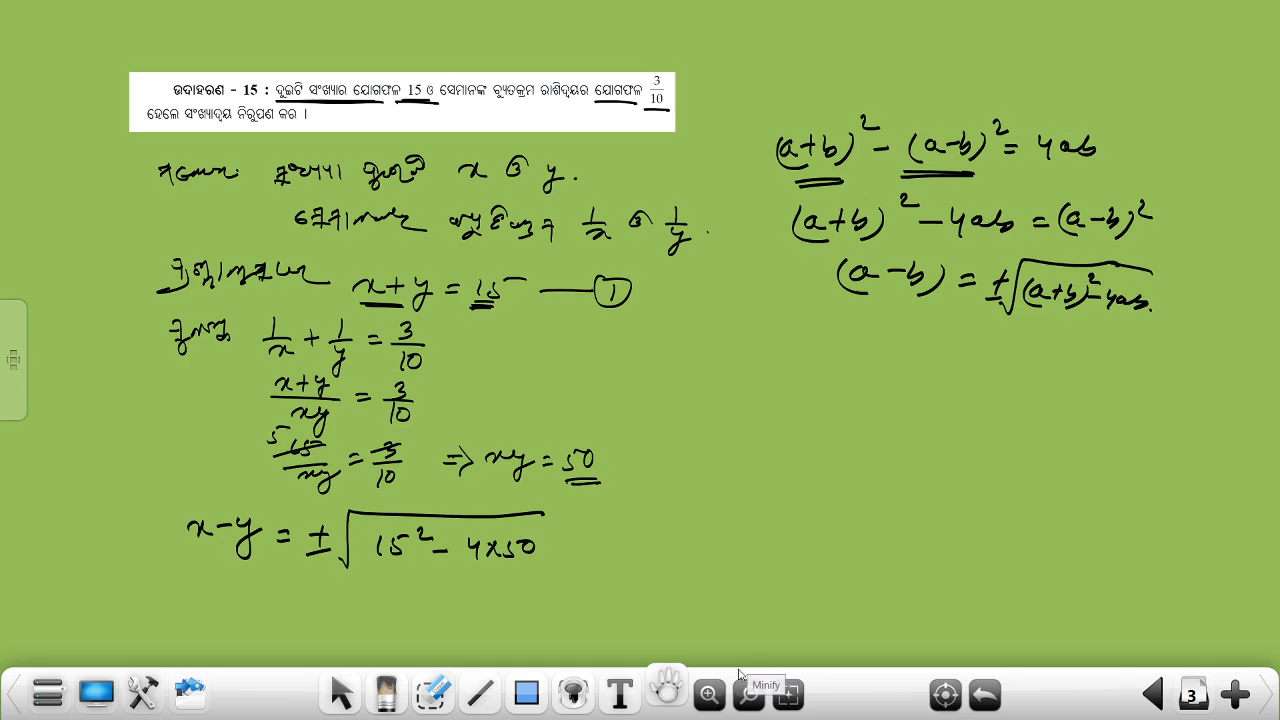 ଉଦାହରଣ - 15 : ଦୁଇଟି ସଂଖ୍ୟାର ଯୋଗଫଳ 15 ଓ ସେମାନଙ୍କ ବ୍ୟୁତକ୍ରମ ରାଶିଦ୍ୱୟର ଯୋଗଫଳ 3/10
ହେଲେ ସଂଖ୍ୟାଦ୍ୱୟ ନିରୂପଣ କର ।
x ଓ y.
1/x ଓ 1/y.
x + y = 15 —— ①
1/x + 1/y = 3/10
(x+y)/xy = 3/10
5 15/xy = 3/10 ⇒ xy = 50
x - y = ± √(15² - 4×50)
(a+b)² - (a-b)² = 4ab
(a+b)² - 4ab = (a-b)²
(a-b) = ± √((a+b)² - 4ab.)
Minify
3